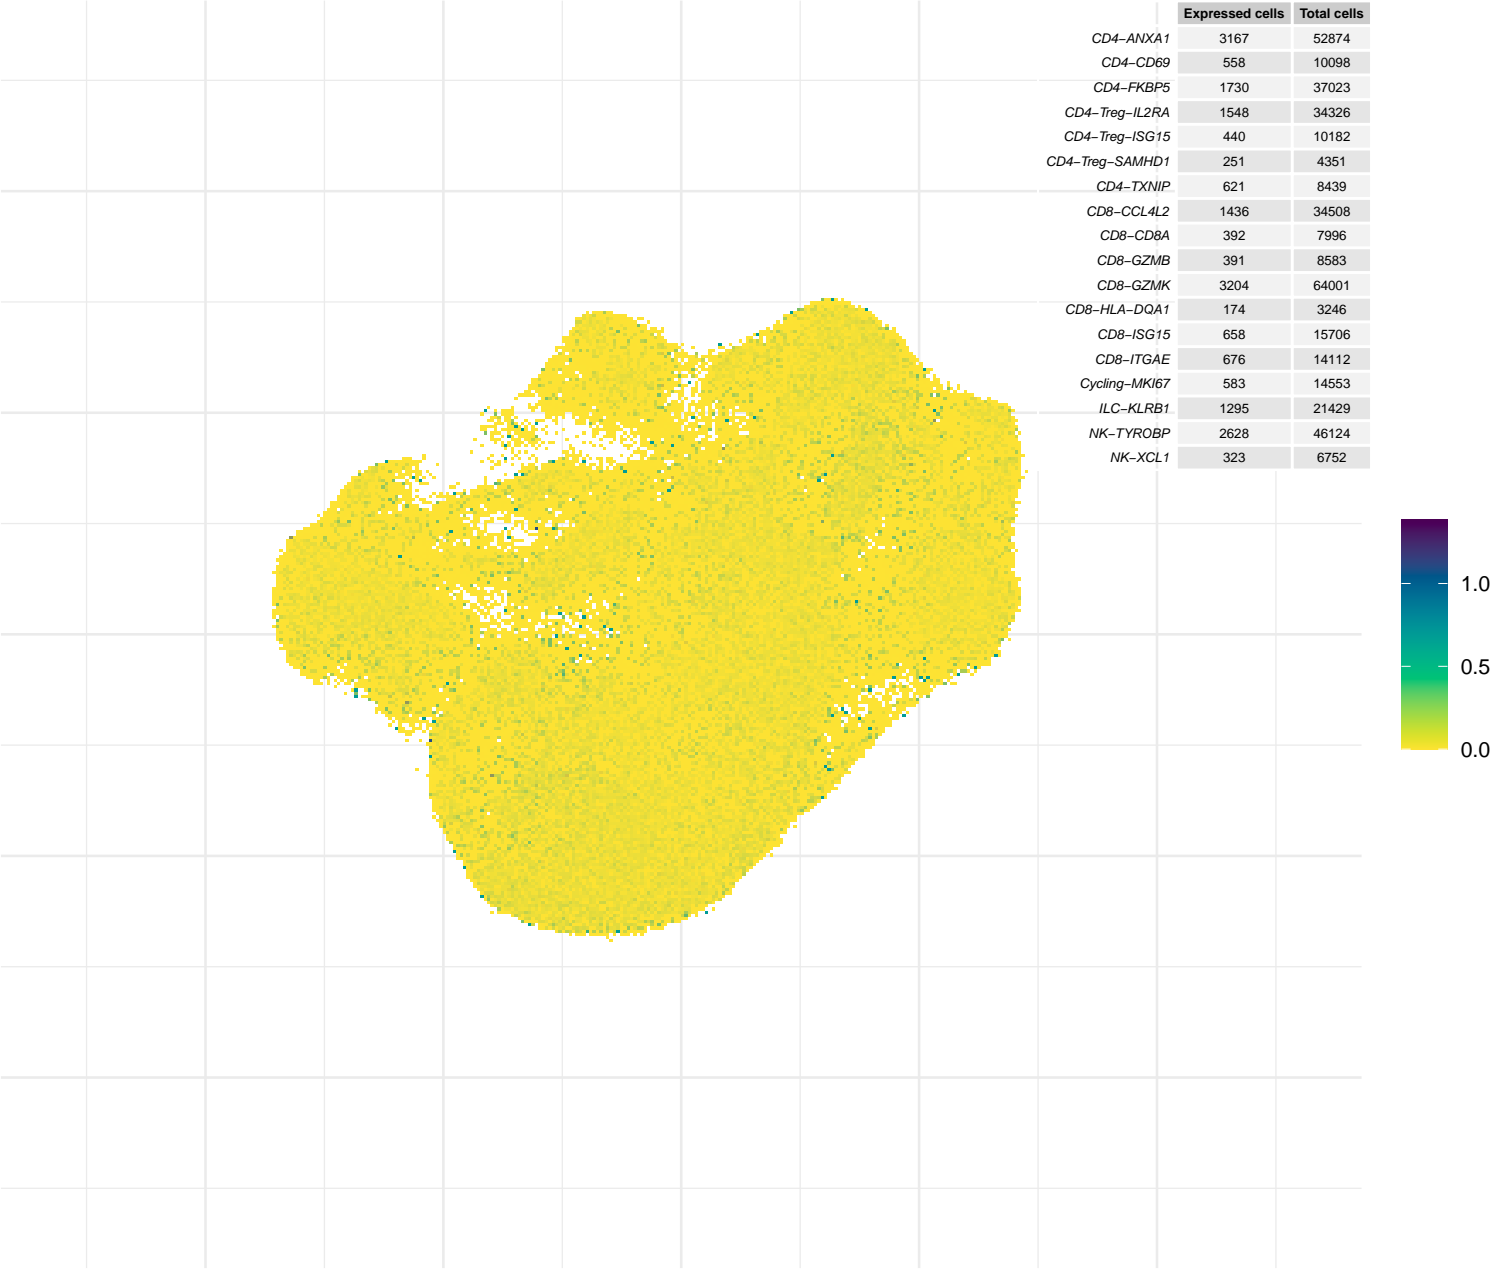 Expressed cells Total cells
CD4−ANXA1 3167 52874
CD4−CD69 558 10098
CD4−FKBP5 1730 37023
CD4−Treg−IL2RA 1548 34326
CD4−Treg−ISG15 440 10182
CD4−Treg−SAMHD1 251 4351
CD4−TXNIP 621 8439
CD8−CCL4L2 1436 34508
CD8−CD8A 392 7996
CD8−GZMB 391 8583
CD8−GZMK 3204 64001
CD8−HLA−DQA1 174 3246
CD8−ISG15 658 15706
CD8−ITGAE 676 14112
Cycling−MKI67 583 14553
ILC−KLRB1 1295 21429
NK−TYROBP 2628 46124
NK−XCL1 323 6752
1.0
0.5
0.0